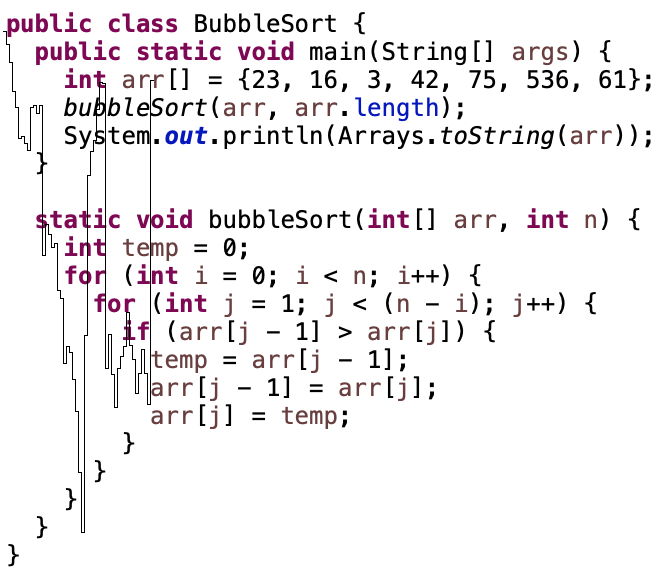 public class BubbleSort {
public static void main(String[] args) {
int arr[] = {23, 16, 3, 42, 75, 536, 61};
bubbleSort(arr, arr.length);
System.out.println(Arrays.toString(arr));
}
static void bubbleSort(int[] arr, int n) {
int temp = 0;
for (int i = 0; i < n; i++) {
for (int j = 1; j < (n - i); j++) {
if (arr[j - 1] > arr[j]) {
temp = arr[j - 1];
arr[j - 1] = arr[j];
arr[j] = temp;
}
}
}
}
}